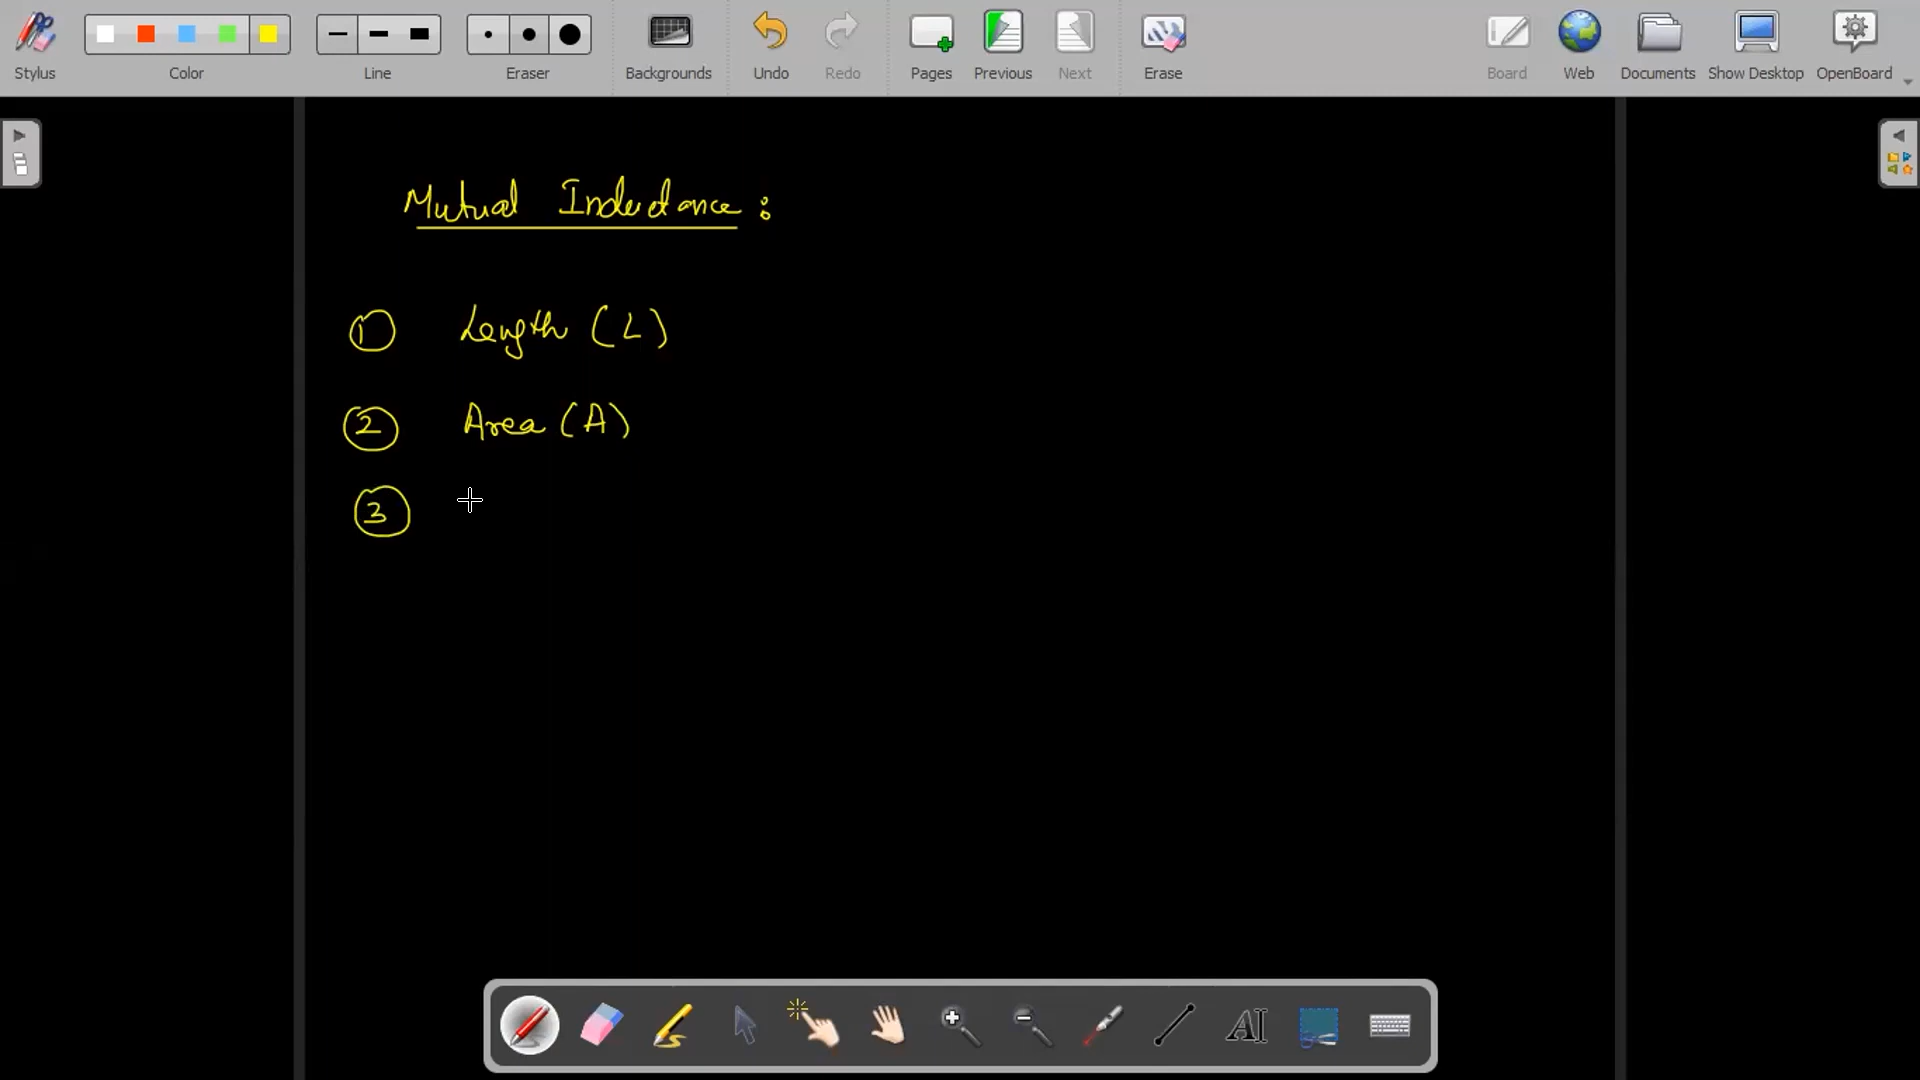 Stylus
Color
Line
Eraser
Backgrounds
Undo
Redo
Pages
Previous
Next
Erase
Board
Web
Documents
Show Desktop
OpenBoard
Mutual Inductance :
① Length (L)
② Area (A)
③
AI